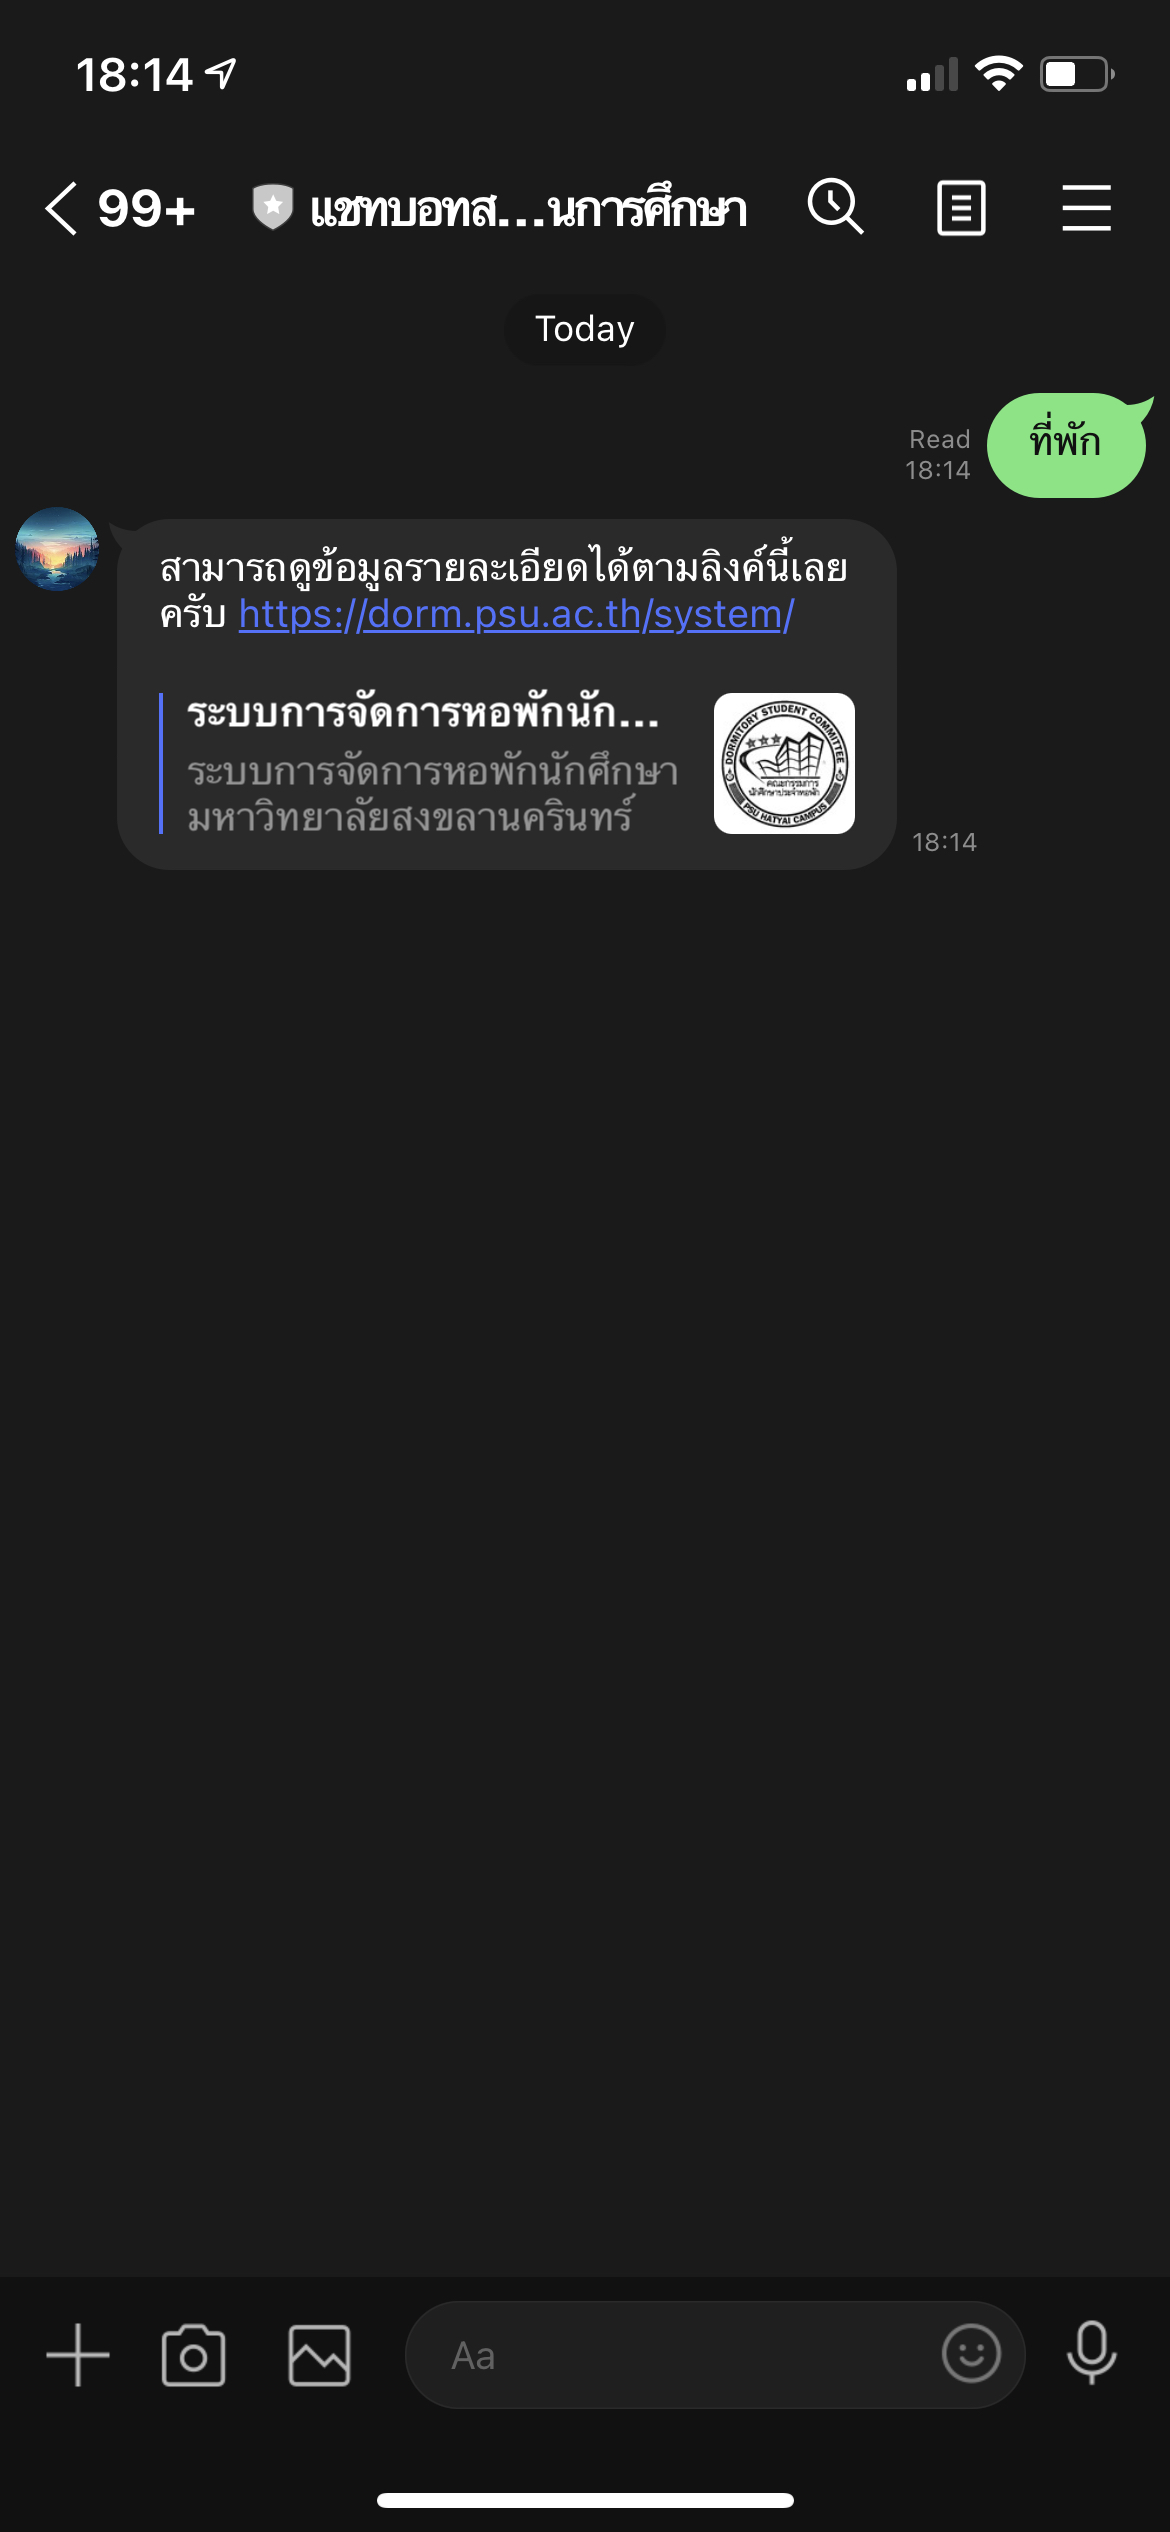 18:14
99+ แชทบอทส...นการศึกษา
Today
ที่พัก
Read
18:14
สามารถดูข้อมูลรายละเอียดได้ตามลิงค์นี้เลย
ครับ https://dorm.psu.ac.th/system/
ระบบการจัดการหอพักนัก...
ระบบการจัดการหอพักนักศึกษา
มหาวิทยาลัยสงขลานครินทร์
DORMITORY STUDENT COMMITTEE
คณะกรรมการ
นักศึกษาประจำหอพัก
PSU HATYAI CAMPUS
18:14
Aa